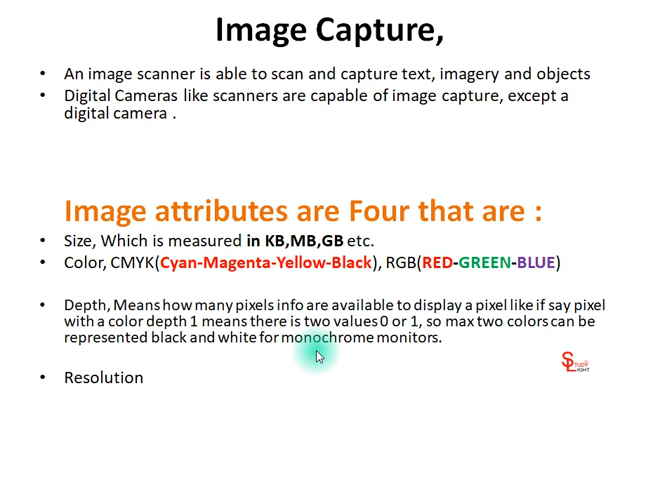 Image Capture,
• An image scanner is able to scan and capture text, imagery and objects
• Digital Cameras like scanners are capable of image capture, except a
digital camera .
Image attributes are Four that are :
• Size, Which is measured in KB,MB,GB etc.
• Color, CMYK(Cyan-Magenta-Yellow-Black), RGB(RED-GREEN-BLUE)
• Depth, Means how many pixels info are available to display a pixel like if say pixel
with a color depth 1 means there is two values 0 or 1, so max two colors can be
represented black and white for monochrome monitors.
• Resolution
STUDY
LIGHT